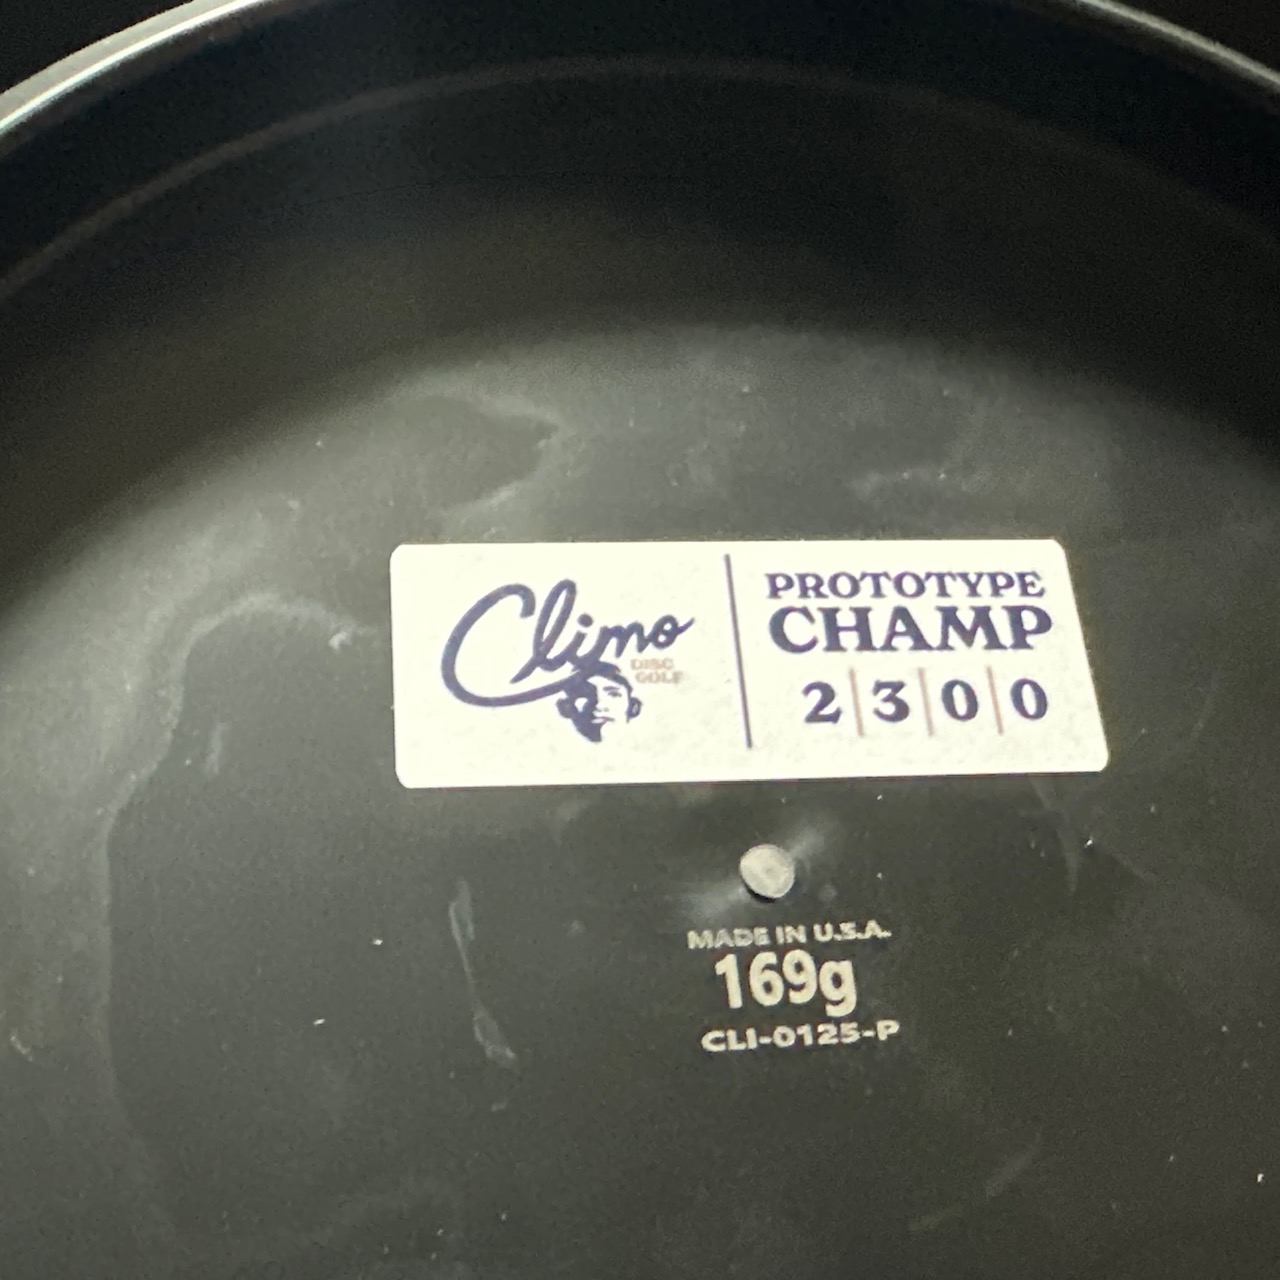 Climo
DISC
GOLF
PROTOTYPE
CHAMP
2|3|0|0
MADE IN U.S.A.
169g
CLI-0125-P